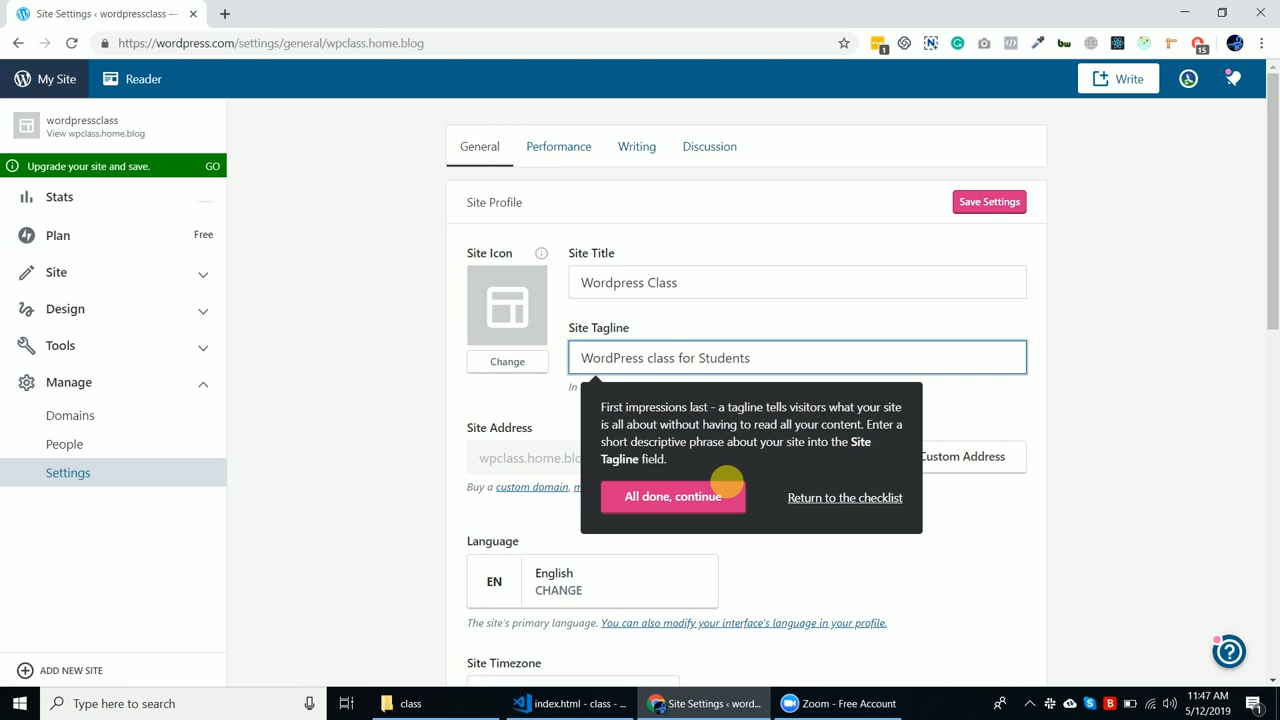 Site Settings ‹ wordpressclass —
https://wordpress.com/settings/general/wpclass.home.blog
1
bw
15
My Site
Reader
Write
wordpressclass
View wpclass.home.blog
Upgrade your site and save.
GO
Stats
Plan
Free
Site
Design
Tools
Manage
Domains
People
Settings
ADD NEW SITE
General
Performance
Writing
Discussion
Site Profile
Save Settings
Site Icon
Change
Site Title
Wordpress Class
Site Tagline
WordPress class for Students
In
First impressions last - a tagline tells visitors what your site
is all about without having to read all your content. Enter a
short descriptive phrase about your site into the Site
Tagline field.
All done, continue
Return to the checklist
Site Address
wpclass.home.blo
Custom Address
Buy a custom domain, m
Language
EN
English
CHANGE
The site's primary language. You can also modify your interface's language in your profile.
Site Timezone
Type here to search
class
index.html - class - ...
Site Settings ‹ word...
Zoom - Free Account
B
11:47 AM
5/12/2019
1